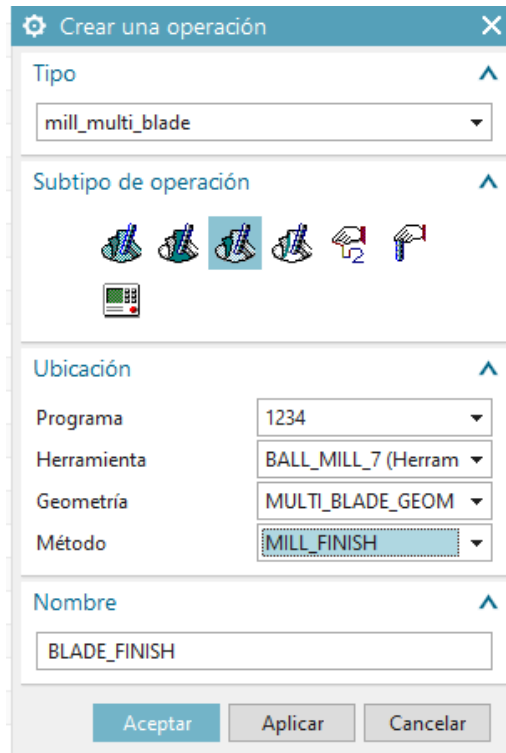 Crear una operación
Tipo
mill_multi_blade
Subtipo de operación
2
Ubicación
Programa 1234
Herramienta BALL_MILL_7 (Herram
Geometría MULTI_BLADE_GEOM
Método MILL_FINISH
Nombre
BLADE_FINISH
Aceptar Aplicar Cancelar